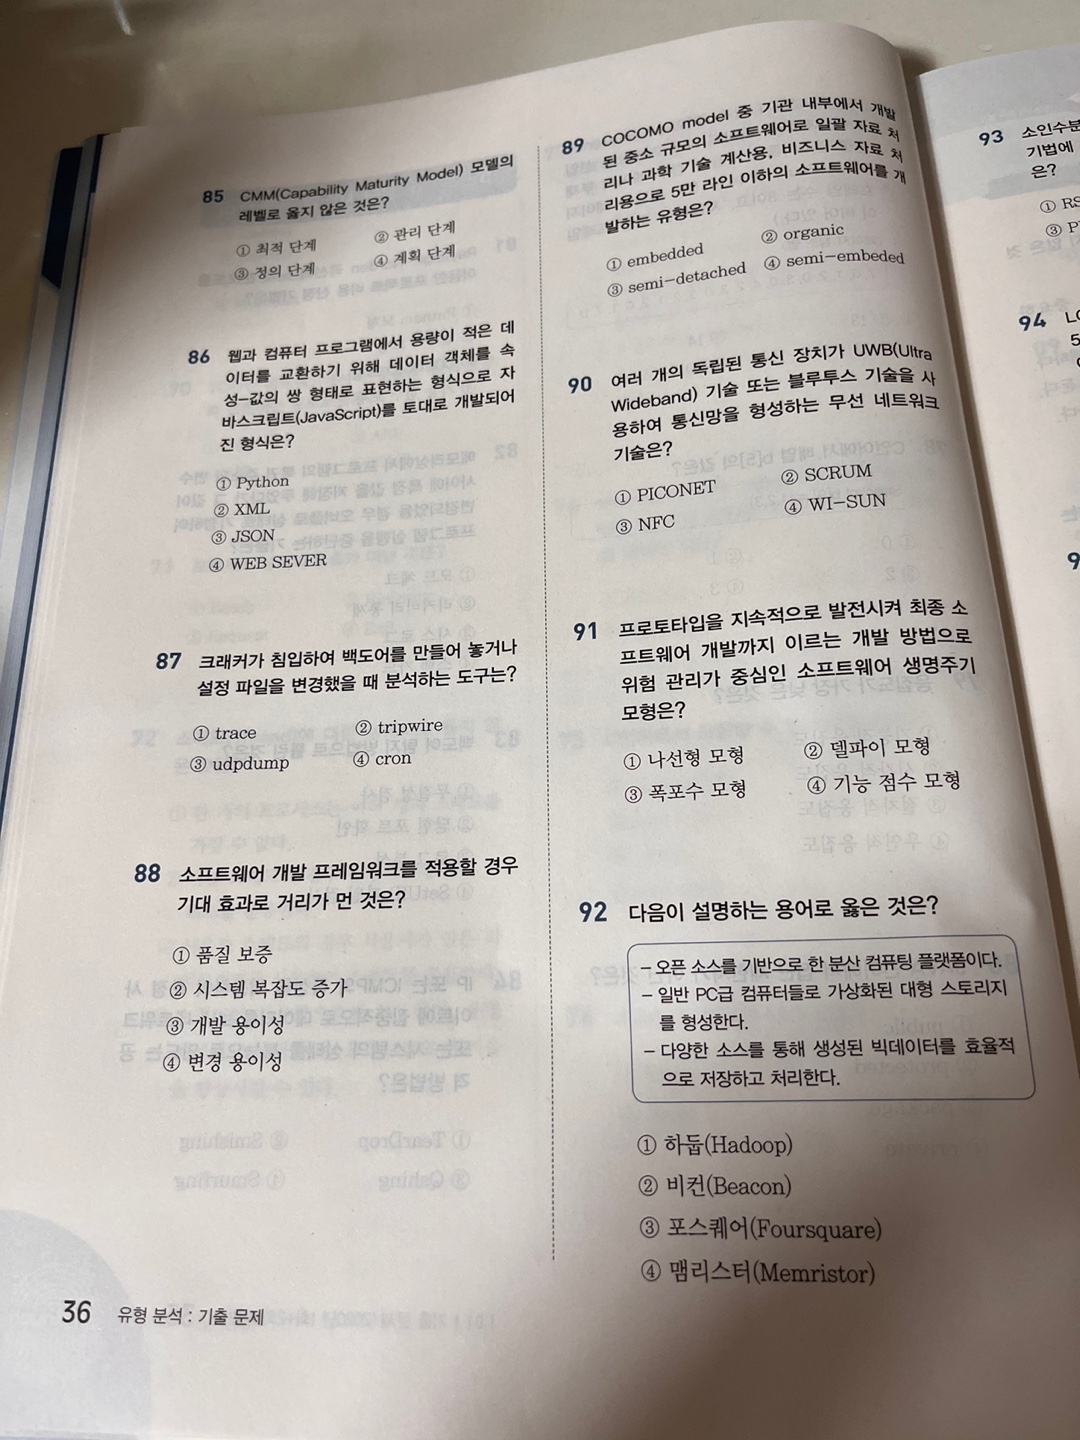 85 CMM(Capability Maturity Model) 모델의
레벨로 옳지 않은 것은?
① 최적 단계 ② 관리 단계
③ 정의 단계 ④ 계획 단계
86 웹과 컴퓨터 프로그램에서 용량이 적은 데
이터를 교환하기 위해 데이터 객체를 속
성-값의 쌍 형태로 표현하는 형식으로 자
바스크립트(JavaScript)를 토대로 개발되어
진 형식은?
① Python
② XML
③ JSON
④ WEB SEVER
87 크래커가 침입하여 백도어를 만들어 놓거나
설정 파일을 변경했을 때 분석하는 도구는?
① trace ② tripwire
③ udpdump ④ cron
88 소프트웨어 개발 프레임워크를 적용할 경우
기대 효과로 거리가 먼 것은?
① 품질 보증
② 시스템 복잡도 증가
③ 개발 용이성
④ 변경 용이성
89 COCOMO model 중 기관 내부에서 개발
된 중소 규모의 소프트웨어로 일괄 자료 처
리나 과학 기술 계산용, 비즈니스 자료 처
리용으로 5만 라인 이하의 소프트웨어를 개
발하는 유형은?
① embedded ② organic
③ semi-detached ④ semi-embeded
90 여러 개의 독립된 통신 장치가 UWB(Ultra
Wideband) 기술 또는 블루투스 기술을 사
용하여 통신망을 형성하는 무선 네트워크
기술은?
① PICONET ② SCRUM
③ NFC ④ WI-SUN
91 프로토타입을 지속적으로 발전시켜 최종 소
프트웨어 개발까지 이르는 개발 방법으로
위험 관리가 중심인 소프트웨어 생명주기
모형은?
① 나선형 모형 ② 델파이 모형
③ 폭포수 모형 ④ 기능 점수 모형
92 다음이 설명하는 용어로 옳은 것은?
- 오픈 소스를 기반으로 한 분산 컴퓨팅 플랫폼이다.
- 일반 PC급 컴퓨터들로 가상화된 대형 스토리지
를 형성한다.
- 다양한 소스를 통해 생성된 빅데이터를 효율적
으로 저장하고 처리한다.
① 하둡(Hadoop)
② 비컨(Beacon)
③ 포스퀘어(Foursquare)
④ 맴리스터(Memristor)
36 유형 분석 : 기출 문제
93 소인수분
기법에
은?
① RS
③ P
94